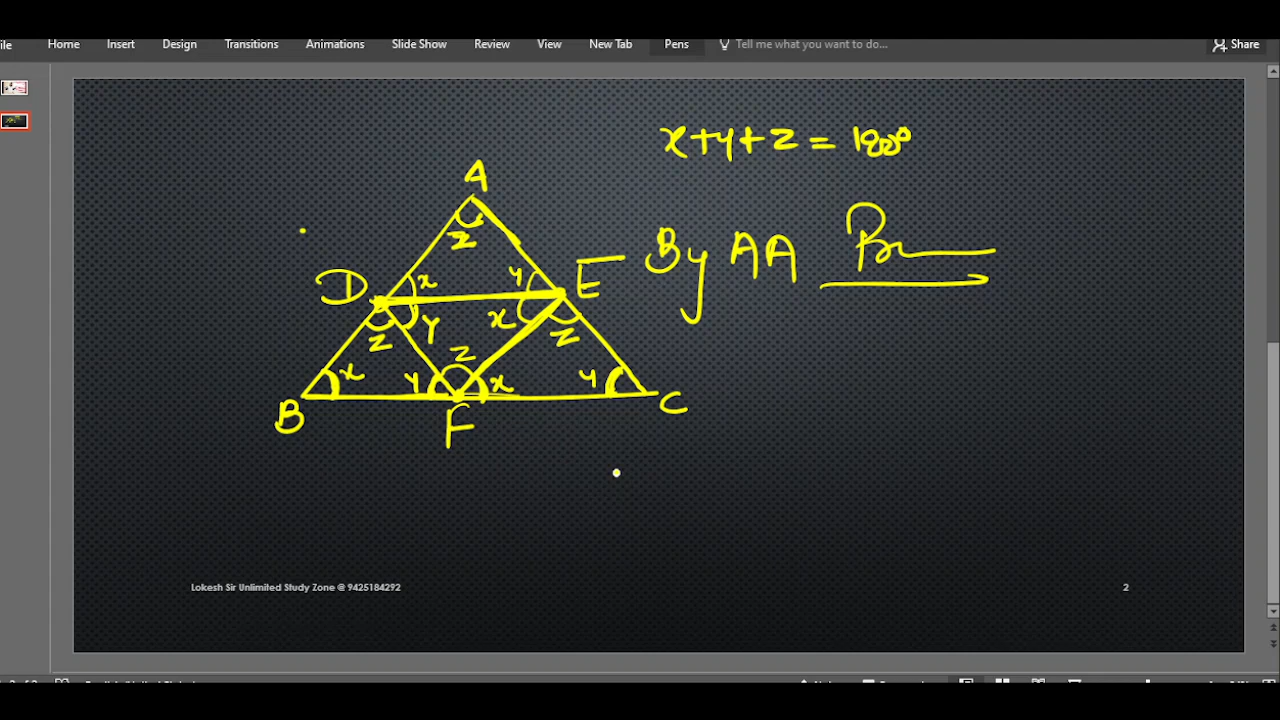 ile Home Insert Design Transitions Animations Slide Show Review View New Tab Pens Tell me what you want to do... Share
x+y+z = 180°
A
z
D x y E By AA
z y x z
B x y z x y C
F
Lokesh Sir Unlimited Study Zone @ 9425184292 2